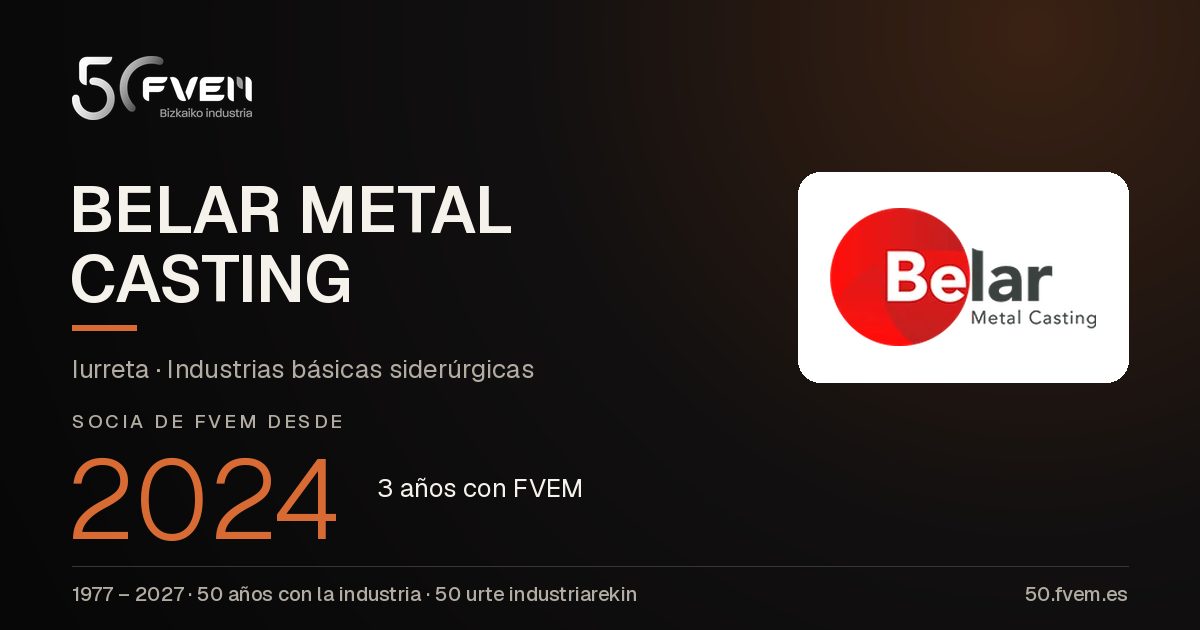 50 FVEM
Bizkaiko industria
BELAR METAL
CASTING
Belar
Metal Casting
Iurreta · Industrias básicas siderúrgicas
SOCIA DE FVEM DESDE
2024
3 años con FVEM
1977 – 2027 · 50 años con la industria · 50 urte industriarekin
50.fvem.es